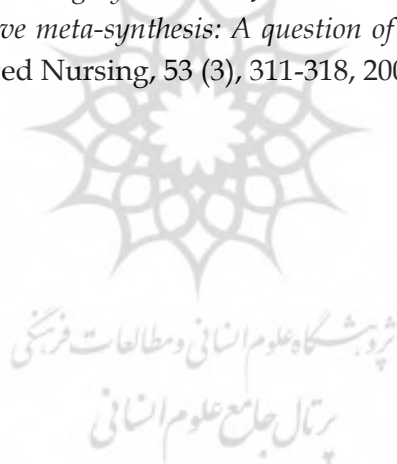 ve meta-synthesis: A question of
ed Nursing, 53 (3), 311-318, 200
پژوهشگاه علوم انسانی و مطالعات فرهنگی
پرتال جامع علوم انسانی